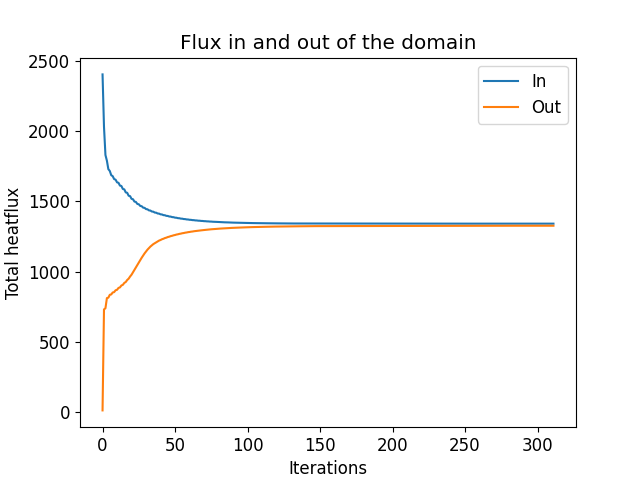 Flux in and out of the domain
2500
2000
1500
1000
500
0
Total heatflux
In
Out
0 50 100 150 200 250 300
Iterations